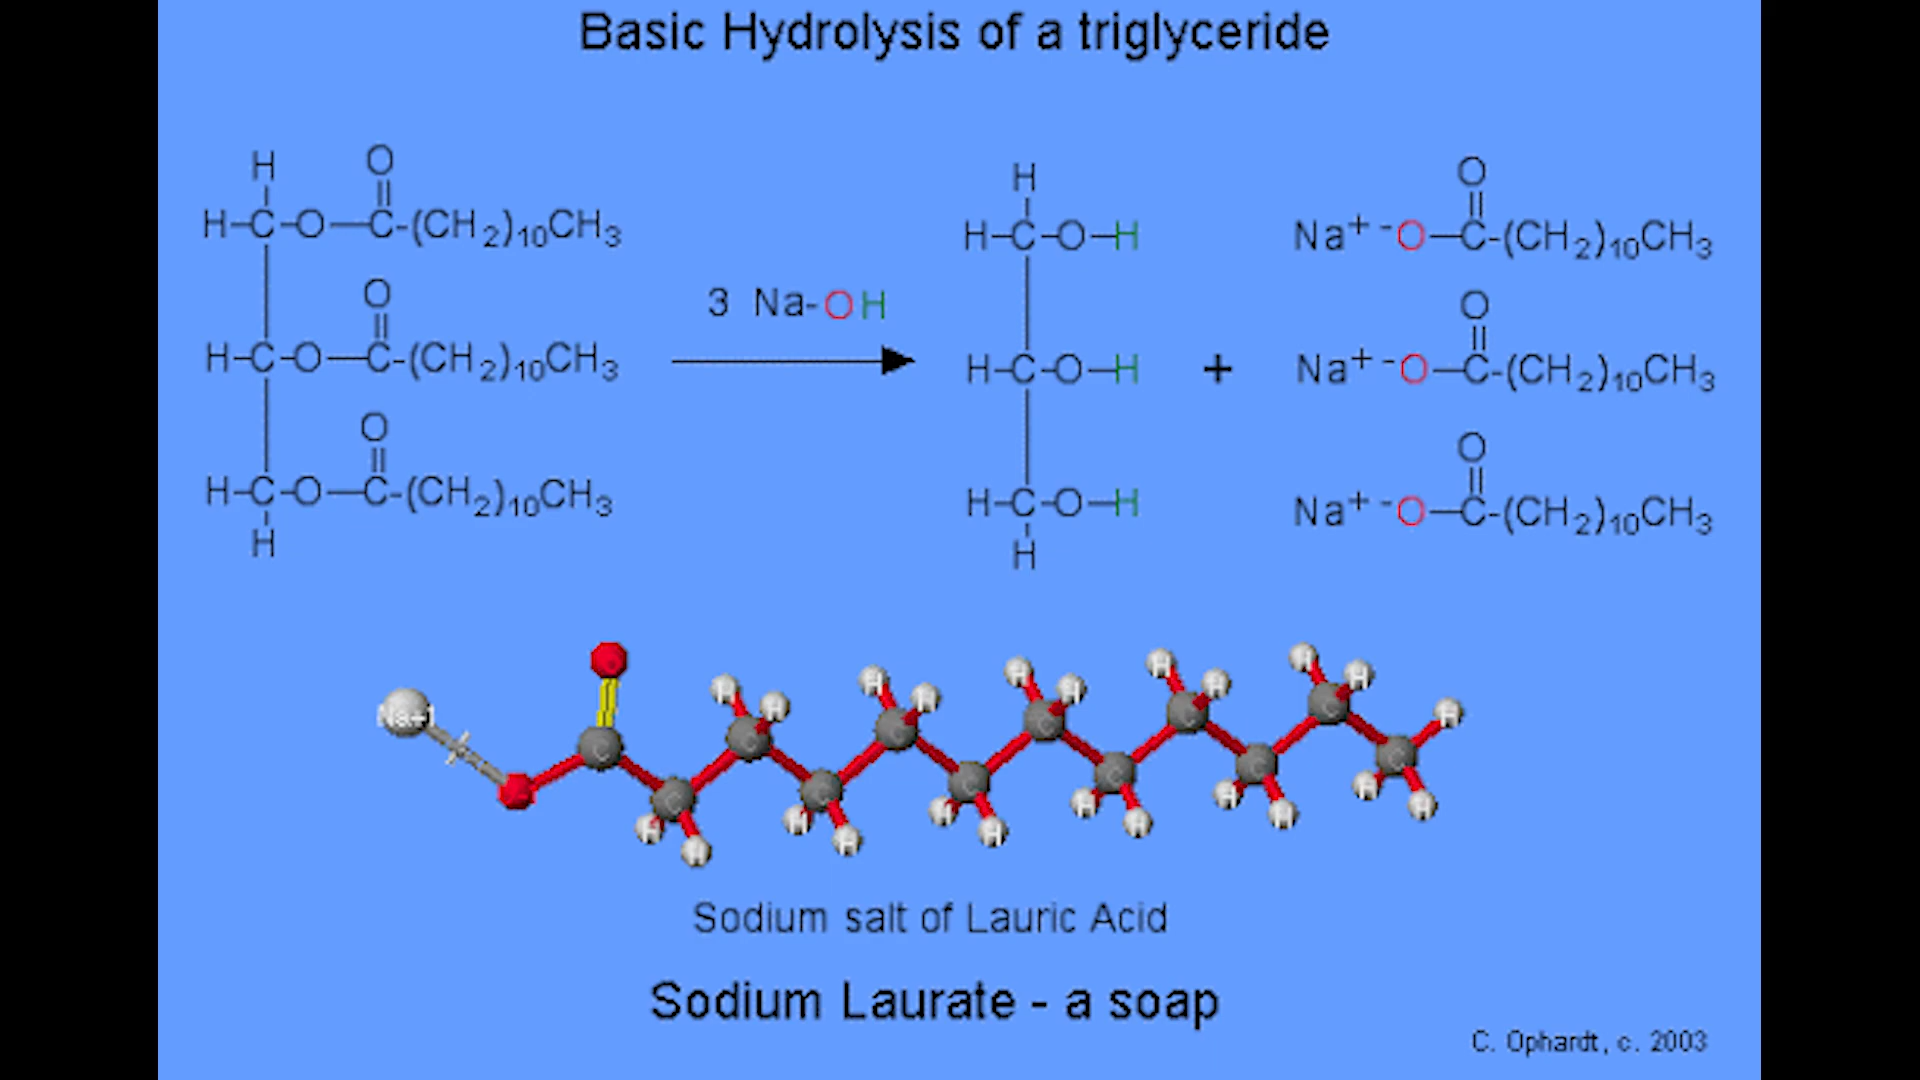 Basic Hydrolysis of a triglyceride
H
O
H-C-O-C-(CH₂)₁₀CH₃
O
H-C-O-C-(CH₂)₁₀CH₃
O
H-C-O-C-(CH₂)₁₀CH₃
H
3 Na-OH
H
H-C-O-H
H-C-O-H
H-C-O-H
H
+
O
Na⁺ ⁻O-C-(CH₂)₁₀CH₃
O
Na⁺ ⁻O-C-(CH₂)₁₀CH₃
O
Na⁺ ⁻O-C-(CH₂)₁₀CH₃
Na+1
C C C C C C C C C C C C
H H H H H H H H H H H H H H H H H H H H H H H
Sodium salt of Lauric Acid
Sodium Laurate - a soap
C. Ophardt, c. 2003